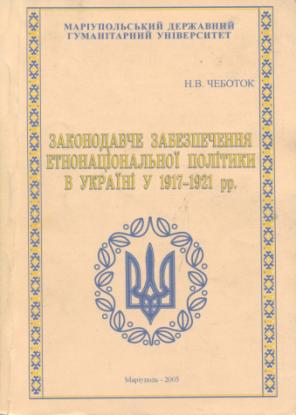 МАРІУПОЛЬСЬКИЙ ДЕРЖАВНИЙ
ГУМАНІТАРНИЙ УНІВЕРСИТЕТ
Н.В. ЧЕБОТОК
ЗАКОНОДАВЧЕ ЗАБЕЗПЕЧЕННЯ
ЕТНОНАЦІОНАЛЬНОЇ ПОЛІТИКИ
В УКРАЇНІ У 1917-1921 рр.
Маріуполь - 2005